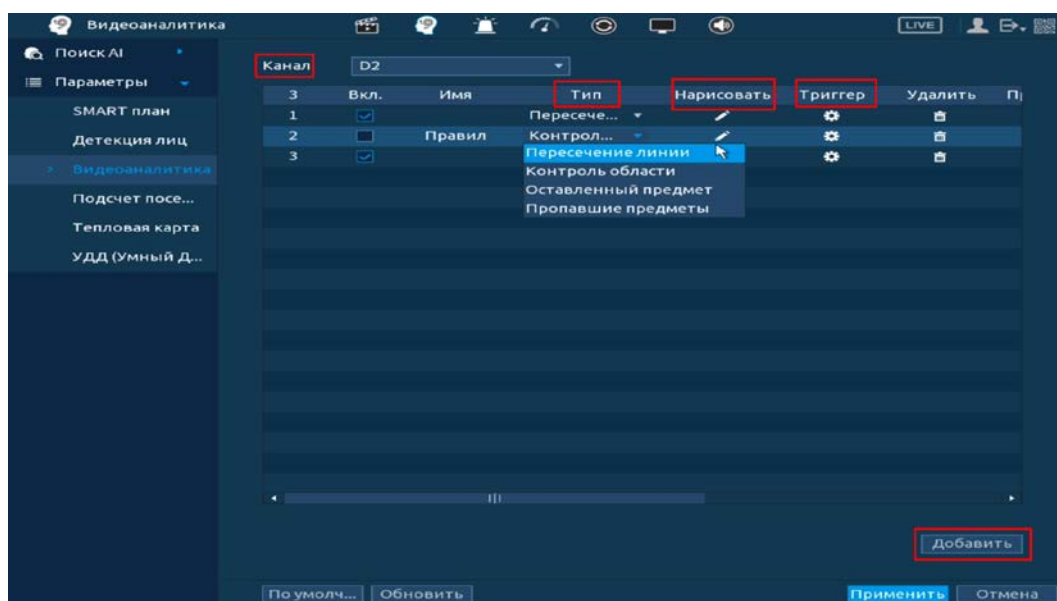 Видеоаналитика
LIVE
Поиск AI
Параметры
SMART план
Детекция лиц
Видеоаналитика
Подсчет посе...
Тепловая карта
УДД (Умный Д...
Канал D2
3 Вкл. Имя Тип Нарисовать Триггер Удалить
1 Пересече...
2 Правил Контрол...
3
Пересечение линии
Контроль области
Оставленный предмет
Пропавшие предметы
Добавить
По умолч... Обновить Применить Отмена